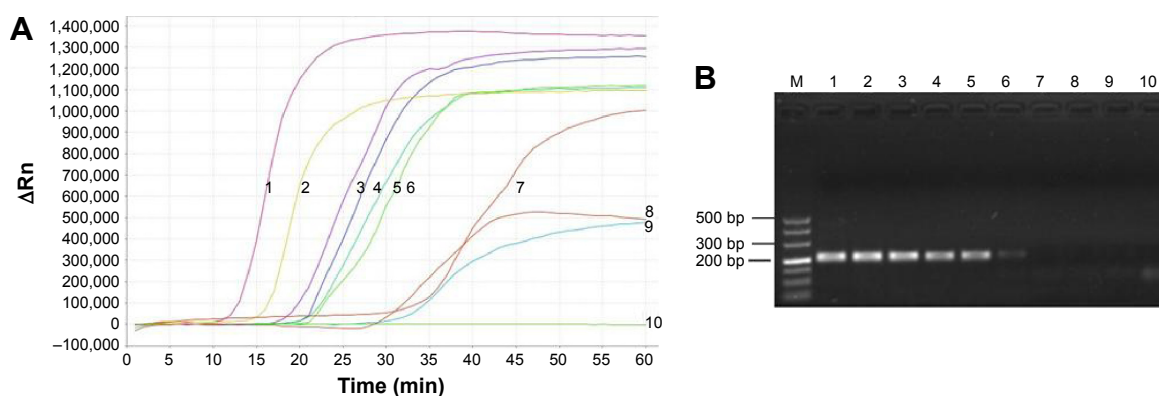 A
1,400,000
1,300,000
1,200,000
1,100,000
1,000,000
900,000
800,000
700,000
600,000
500,000
400,000
300,000
200,000
100,000
0
–100,000
ΔRn
1 2 3 4 5 6 7
8
9
10
0 5 10 15 20 25 30 35 40 45 50 55 60
Time (min)
B
M 1 2 3 4 5 6 7 8 9 10
500 bp
300 bp
200 bp